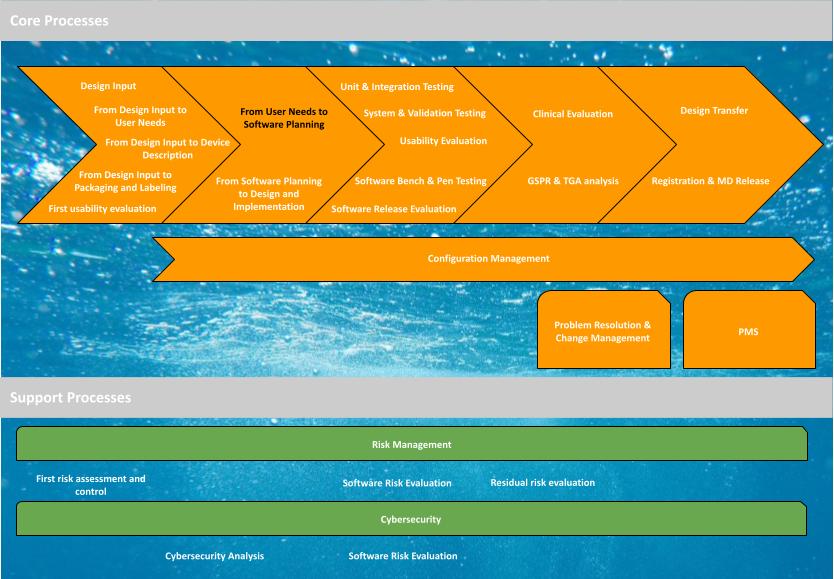 Core Processes
Design Input
From Design Input to
User Needs
From Design Input to Device
Description
From Design Input to
Packaging and Labeling
First usability evaluation
From User Needs to
Software Planning
From Software Planning
to Design and
Implementation
Unit & Integration Testing
System & Validation Testing
Usability Evaluation
Software Bench & Pen Testing
Software Release Evaluation
Clinical Evaluation
GSPR & TGA analysis
Design Transfer
Registration & MD Release
Configuration Management
Problem Resolution &
Change Management
PMS
Support Processes
Risk Management
First risk assessment and
control
Software Risk Evaluation
Residual risk evaluation
Cybersecurity
Cybersecurity Analysis
Software Risk Evaluation